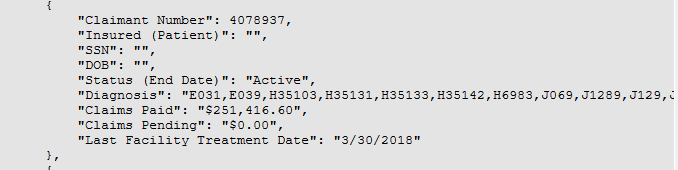 {
"Claimant Number": 4078937,
"Insured (Patient)": "",
"SSN": "",
"DOB": "",
"Status (End Date)": "Active",
"Diagnosis": "E031,E039,H35103,H35131,H35133,H35142,H6983,J069,J1289,J129,
"Claims Paid": "$251,416.60",
"Claims Pending": "$0.00",
"Last Facility Treatment Date": "3/30/2018"
},